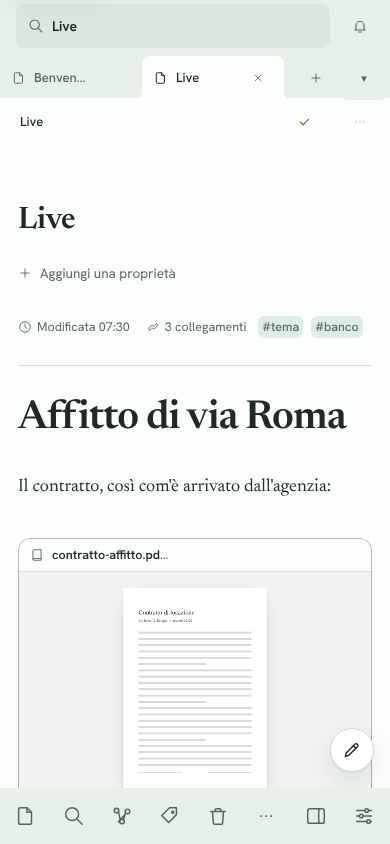 Live
Benven...
Live
Live
Live
Aggiungi una proprietà
Modificata 07:30
3 collegamenti
#tema
#banco
Affitto di via Roma
Il contratto, così com'è arrivato dall'agenzia:
contratto-affitto.pd...
Contratto di locazione